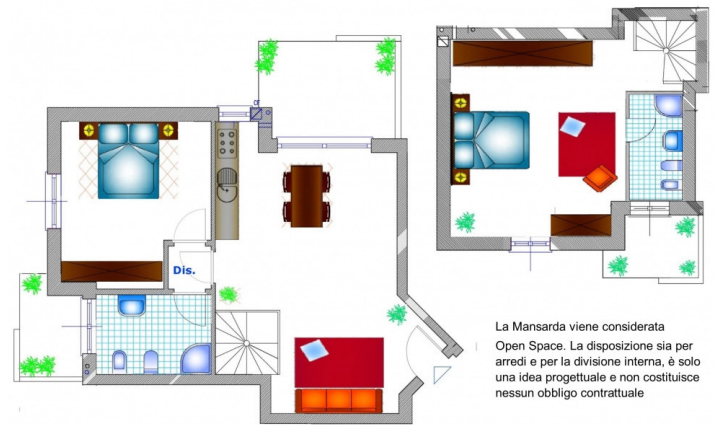 Dis.
La Mansarda viene considerata
Open Space. La disposizione sia per
arredi e per la divisione interna, è solo
una idea progettuale e non costituisce
nessun obbligo contrattuale